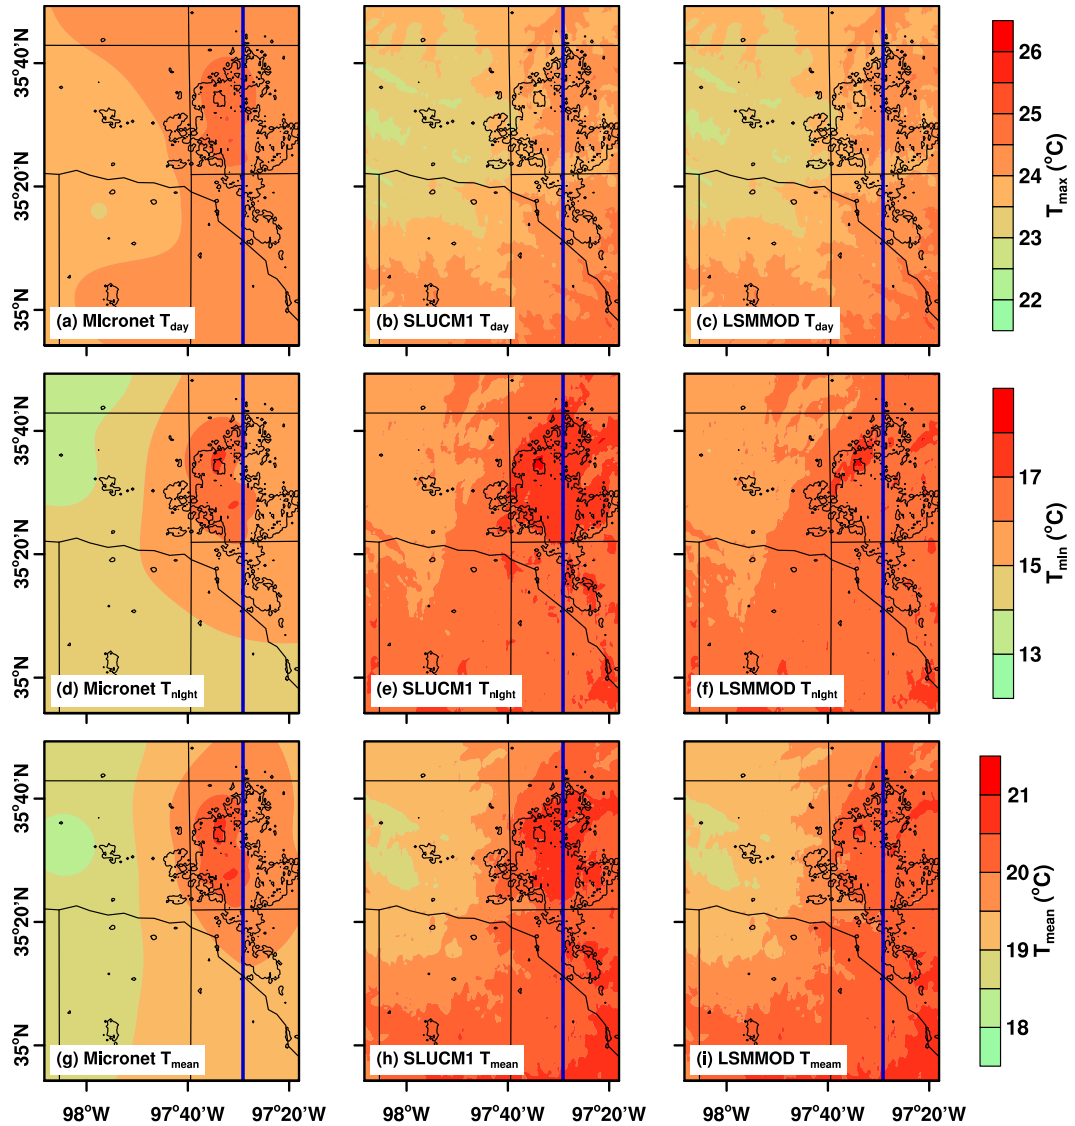 35°40'N
35°20'N
35°N
(a) Micronet Tday
(b) SLUCM1 Tday
(c) LSMMOD Tday
26
25
24
23
22
Tmax (°C)
35°40'N
35°20'N
35°N
(d) Micronet Tnight
(e) SLUCM1 Tnight
(f) LSMMOD Tnight
17
15
13
Tmin (°C)
35°40'N
35°20'N
35°N
(g) Micronet Tmean
(h) SLUCM1 Tmean
(i) LSMMOD Tmeam
21
20
19
18
Tmean (°C)
98°W 97°40'W 97°20'W
98°W 97°40'W 97°20'W
98°W 97°40'W 97°20'W